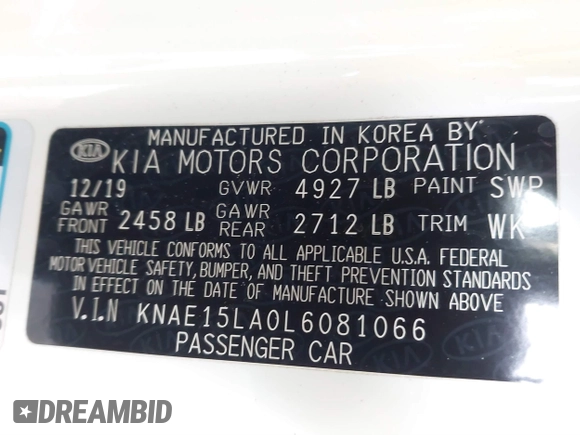 MANUFACTURED IN KOREA BY
KIA KIA MOTORS CORPORATION
12/19 GVWR 4927 LB PAINT SWP
GAWR FRONT 2458 LB GAWR REAR 2712 LB TRIM WK
THIS VEHICLE CONFORMS TO ALL APPLICABLE U.S.A. FEDERAL
MOTOR VEHICLE SAFETY, BUMPER, AND THEFT PREVENTION STANDARDS
IN EFFECT ON THE DATE OF MANUFACTURE SHOWN ABOVE
V.I.N KNAE15LA0L6081066
PASSENGER CAR
DREAMBID